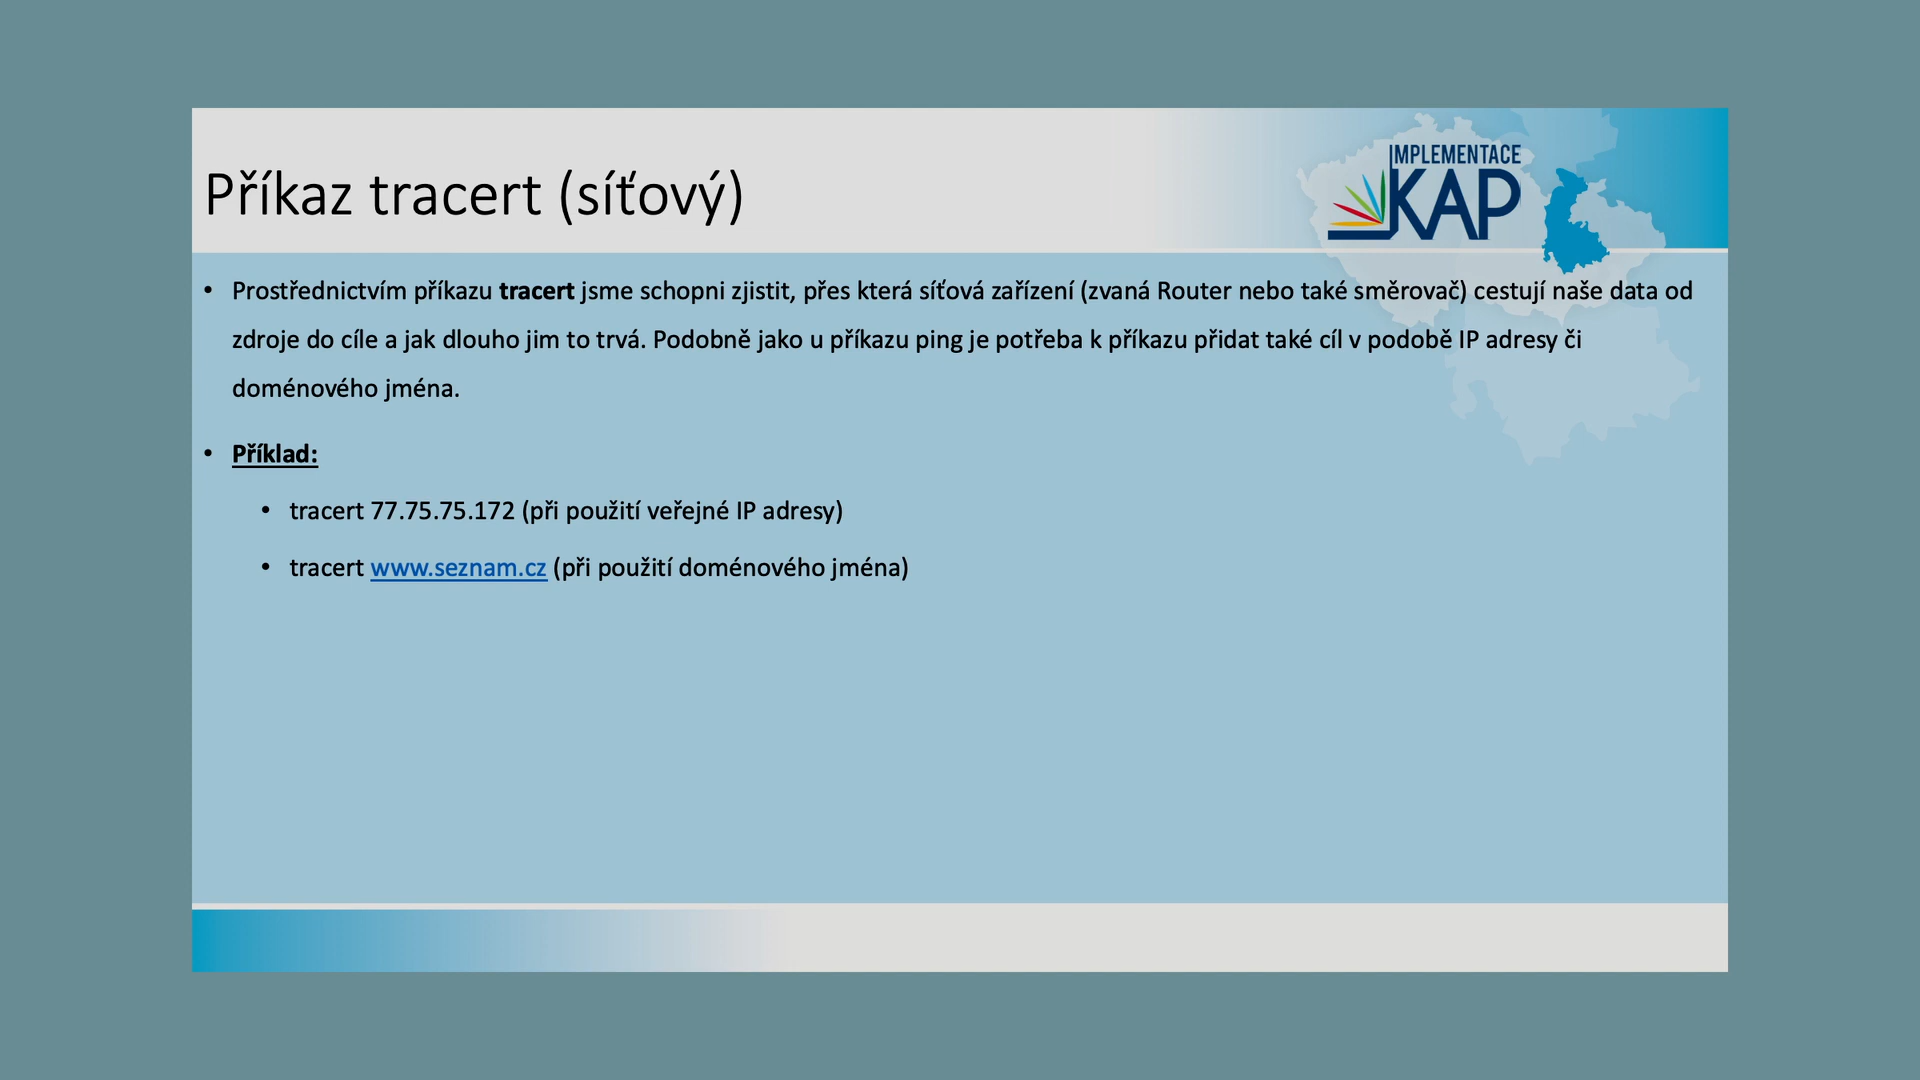 IMPLEMENTACE
KAP
Příkaz tracert (síťový)
• Prostřednictvím příkazu tracert jsme schopni zjistit, přes která síťová zařízení (zvaná Router nebo také směrovač) cestují naše data od
zdroje do cíle a jak dlouho jim to trvá. Podobně jako u příkazu ping je potřeba k příkazu přidat také cíl v podobě IP adresy či
doménového jména.
• Příklad:
• tracert 77.75.75.172 (při použití veřejné IP adresy)
• tracert www.seznam.cz (při použití doménového jména)